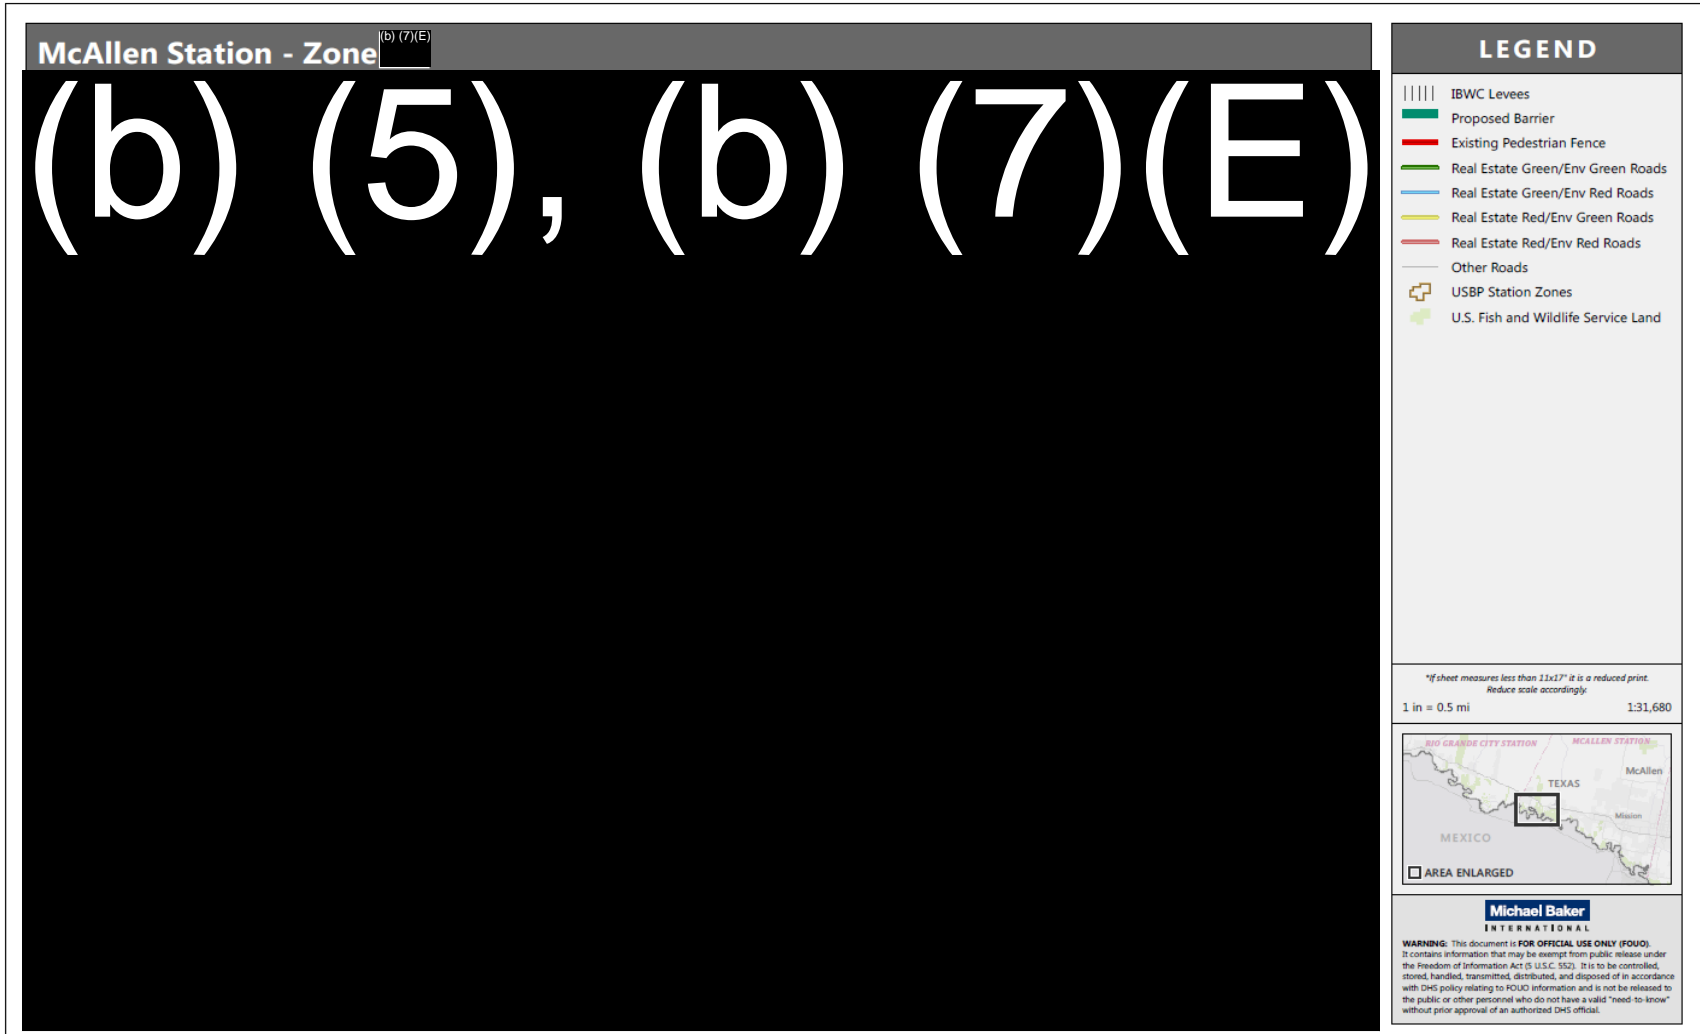 McAllen Station - Zone (b) (7)(E)
(b) (5), (b) (7)(E)
LEGEND
IBWC Levees
Proposed Barrier
Existing Pedestrian Fence
Real Estate Green/Env Green Roads
Real Estate Green/Env Red Roads
Real Estate Red/Env Green Roads
Real Estate Red/Env Red Roads
Other Roads
USBP Station Zones
U.S. Fish and Wildlife Service Land
*If sheet measures less than 11x17" it is a reduced print.
Reduce scale accordingly.
1 in = 0.5 mi 1:31,680
RIO GRANDE CITY STATION MCALLEN STATION
McAllen
TEXAS
Mission
MEXICO
AREA ENLARGED
Michael Baker
INTERNATIONAL
WARNING: This document is FOR OFFICIAL USE ONLY (FOUO).
It contains information that may be exempt from public release under
the Freedom of Information Act (5 U.S.C. 552). It is to be controlled,
stored, handled, transmitted, distributed, and disposed of in accordance
with DHS policy relating to FOUO information and is not be released to
the public or other personnel who do not have a valid "need-to-know"
without prior approval of an authorized DHS official.